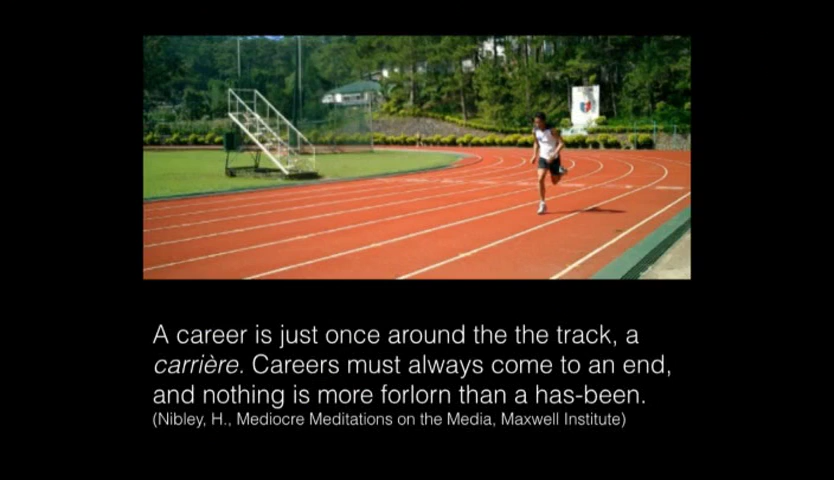 A career is just once around the the track, a
carrière. Careers must always come to an end,
and nothing is more forlorn than a has-been.
(Nibley, H., Mediocre Meditations on the Media, Maxwell Institute)